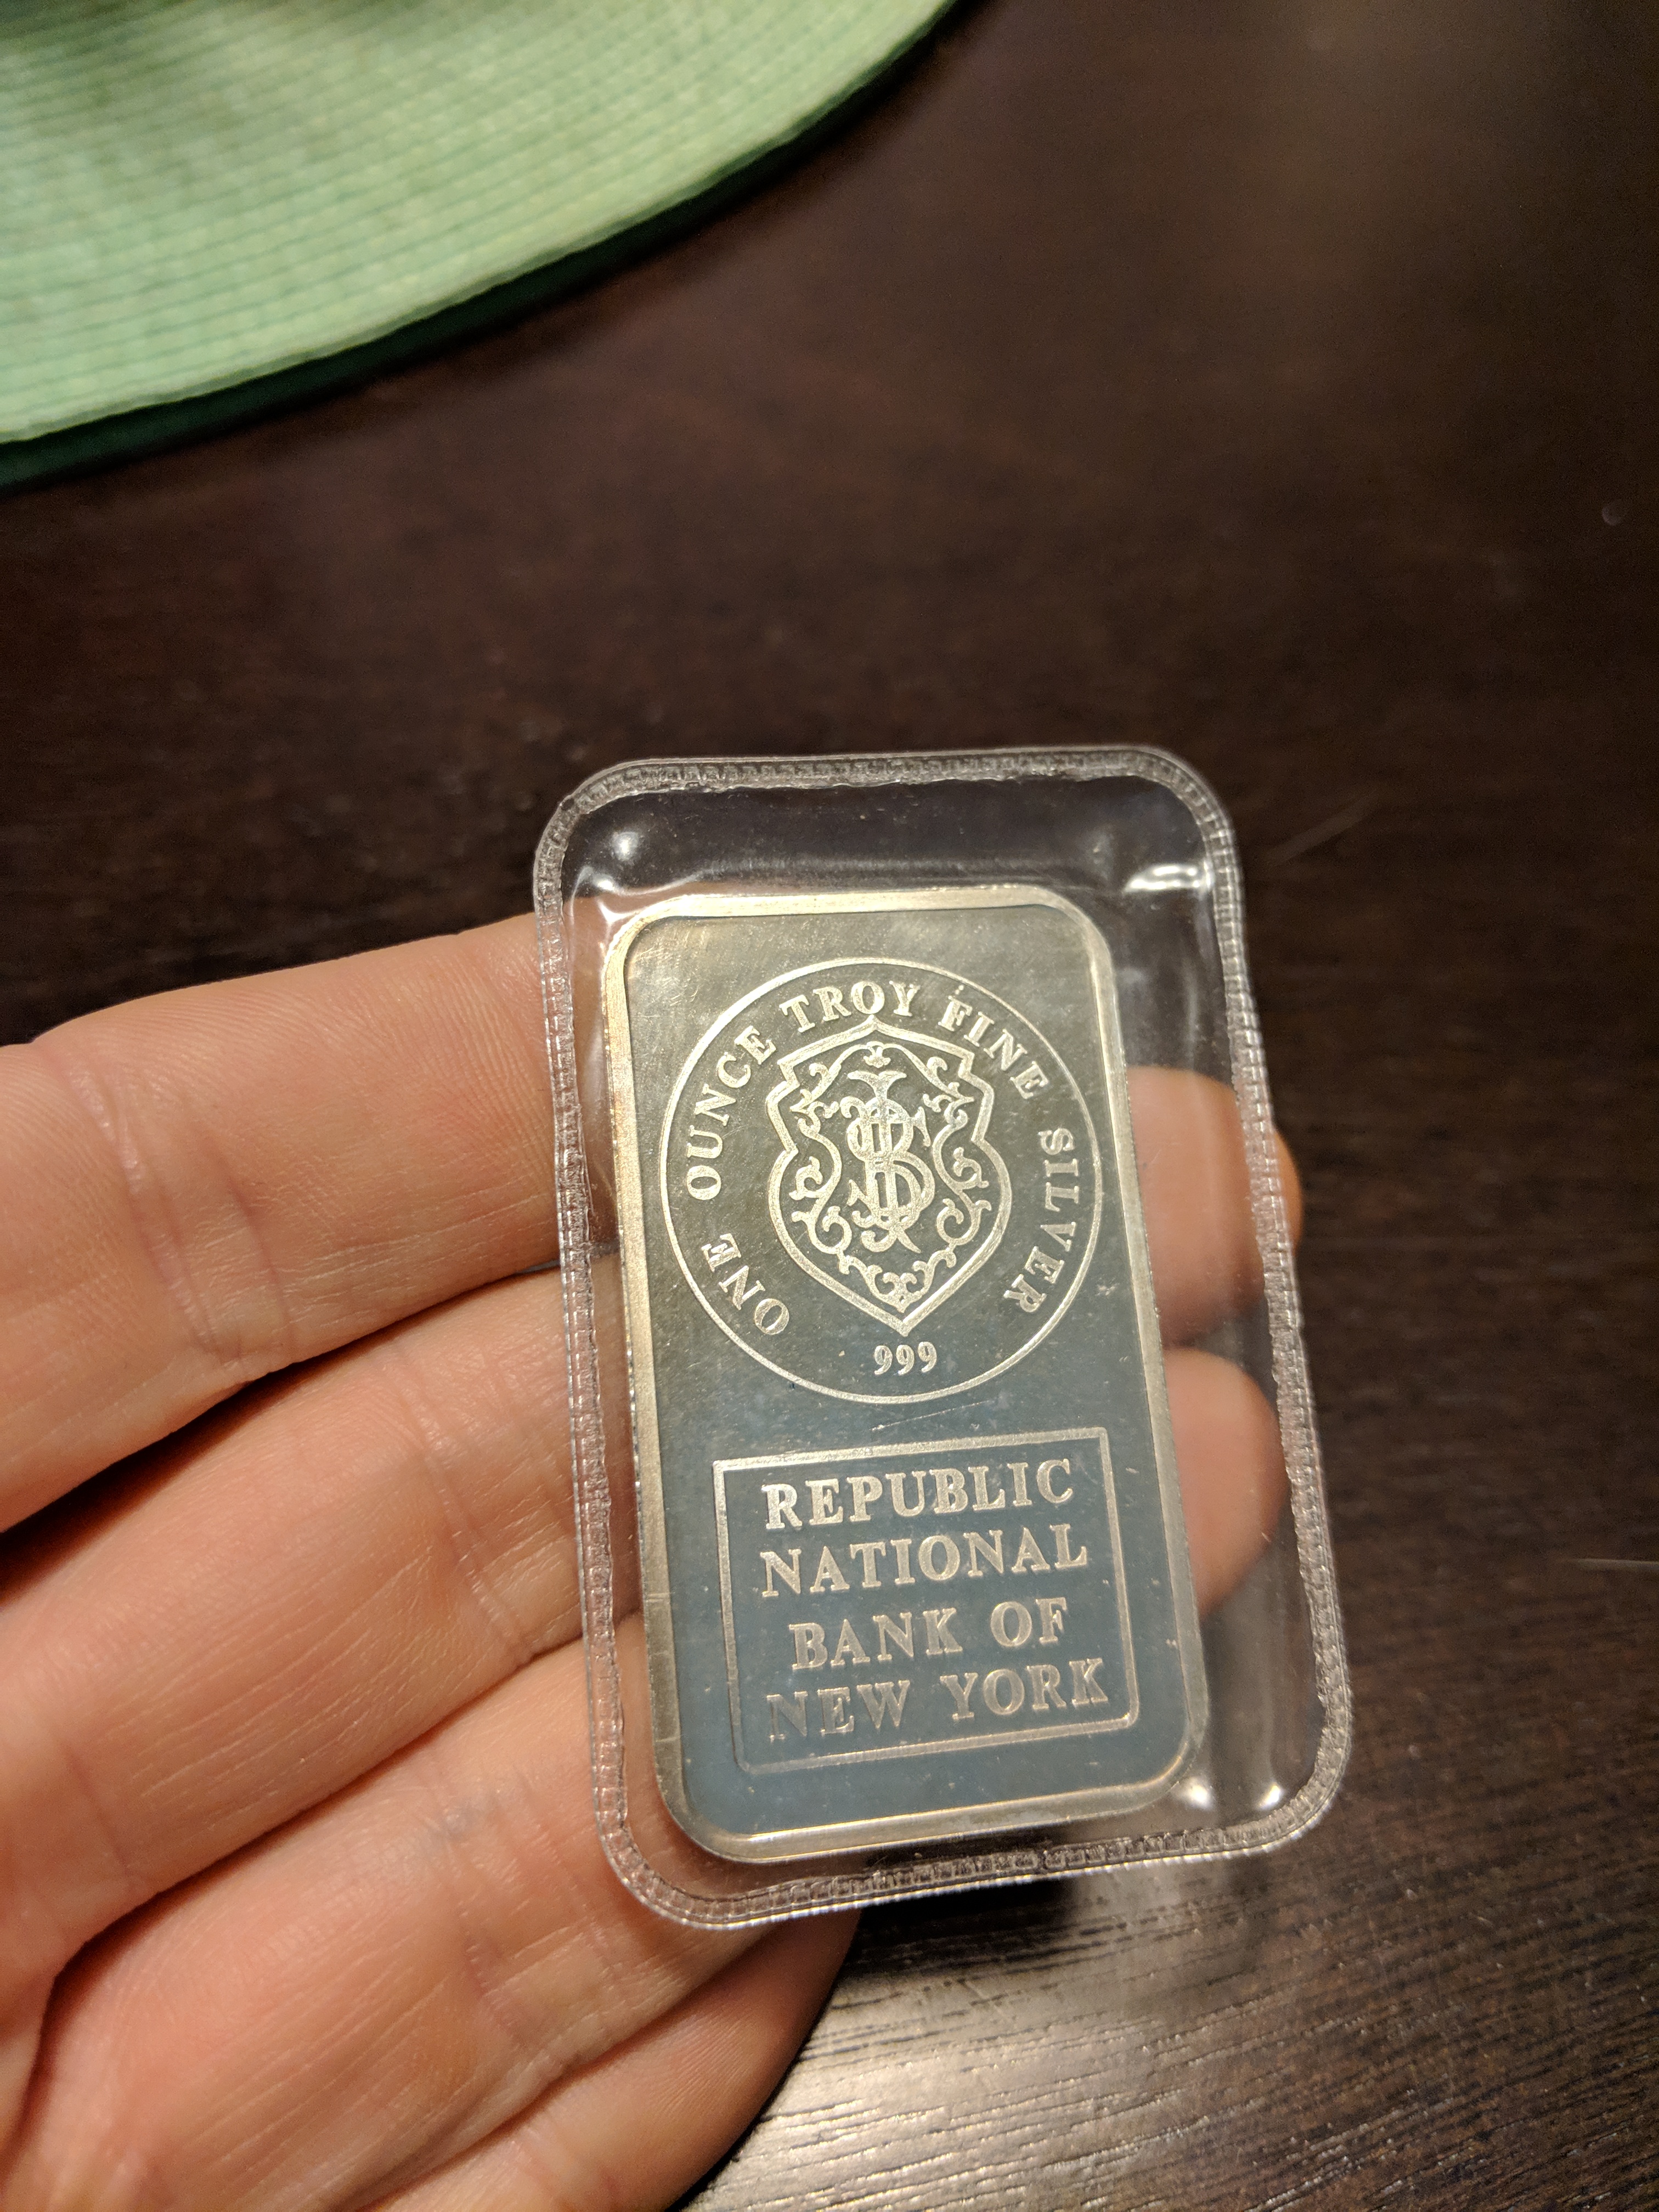 ONE OUNCE TROY FINE SILVER
999
REPUBLIC
NATIONAL
BANK OF
NEW YORK